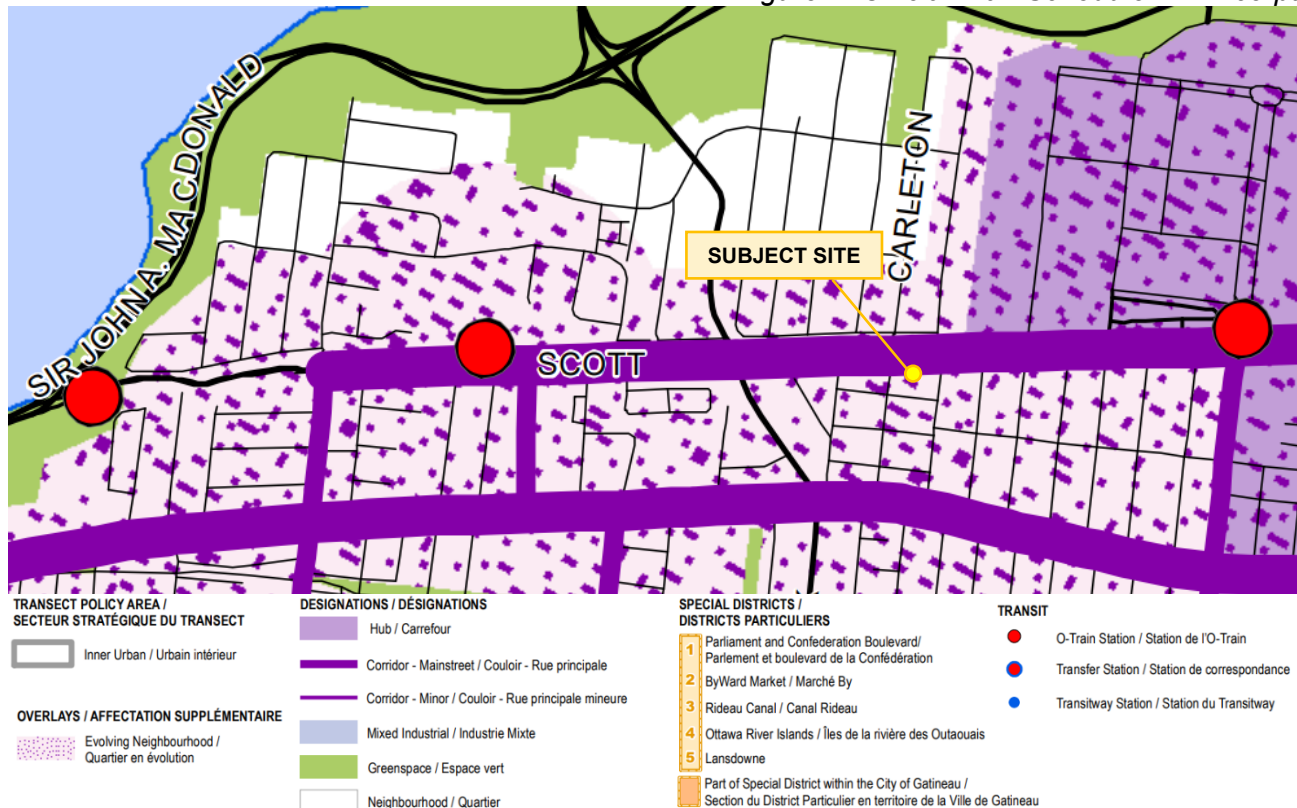 SIR JOHN A. MACDONALD
CARLETON
SUBJECT SITE
SCOTT
TRANSECT POLICY AREA /
SECTEUR STRATÉGIQUE DU TRANSECT
Inner Urban / Urbain intérieur
OVERLAYS / AFFECTATION SUPPLÉMENTAIRE
Evolving Neighbourhood /
Quartier en évolution
DESIGNATIONS / DÉSIGNATIONS
Hub / Carrefour
Corridor - Mainstreet / Couloir - Rue principale
Corridor - Minor / Couloir - Rue principale mineure
Mixed Industrial / Industrie Mixte
Greenspace / Espace vert
Neighbourhood / Quartier
SPECIAL DISTRICTS /
DISTRICTS PARTICULIERS
1 Parliament and Confederation Boulevard/
Parlement et boulevard de la Confédération
2 ByWard Market / Marché By
3 Rideau Canal / Canal Rideau
4 Ottawa River Islands / Îles de la rivière des Outaouais
5 Lansdowne
Part of Special District within the City of Gatineau /
Section du District Particulier en territoire de la Ville de Gatineau
TRANSIT
O-Train Station / Station de l'O-Train
Transfer Station / Station de correspondance
Transitway Station / Station du Transitway